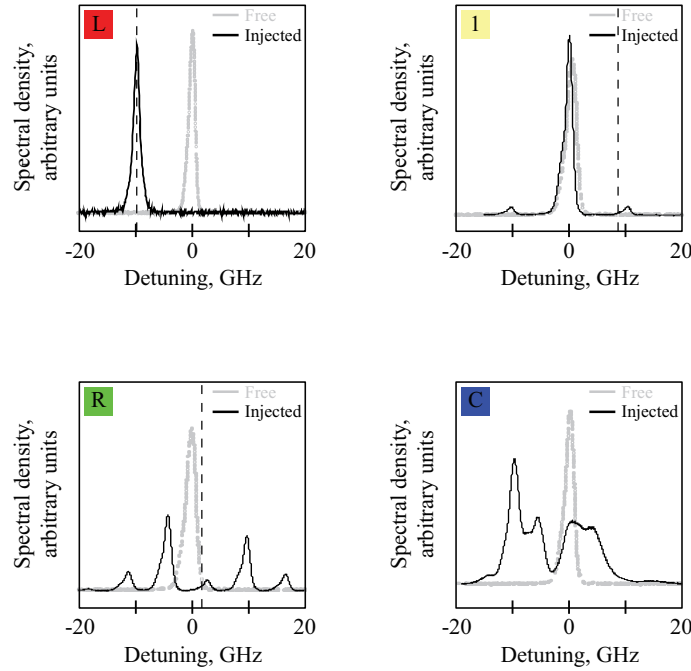 L
Free
Injected
Spectral density,
arbitrary units
-20 0 20
Detuning, GHz
1
Free
Injected
Spectral density,
arbitrary units
-20 0 20
Detuning, GHz
R
Free
Injected
Spectral density,
arbitrary units
-20 0 20
Detuning, GHz
C
Free
Injected
Spectral density,
arbitrary units
-20 0 20
Detuning, GHz